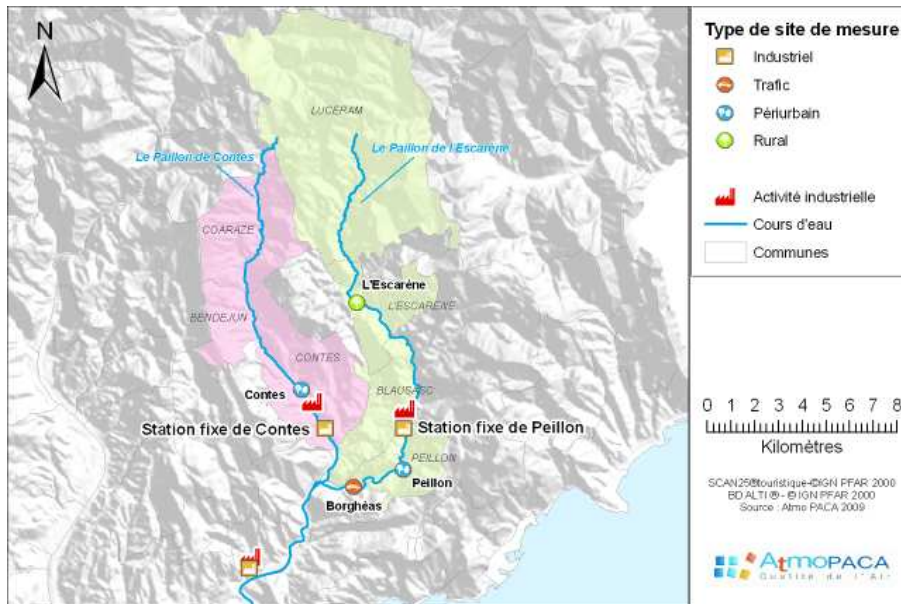 N
LUCERAM
Le Paillon de Contes
Le Paillon de l'Escarène
COARAZE
L'Escarène
L'ESCARENE
BENDEJUN
CONTES
BLAUSASC
Contes
Station fixe de Contes
Station fixe de Peillon
PEILLON
Peillon
Borghéas
Type de site de mesure
Industriel
Trafic
Périurbain
Rural
Activité industrielle
Cours d'eau
Communes
0 1 2 3 4 5 6 7 8
Kilomètres
SCAN25®touristique-©IGN PFAR 2000
BD ALTI ® - © IGN PFAR 2000
Source : Atmo PACA 2009
AtmoPACA
Qualité de l'Air